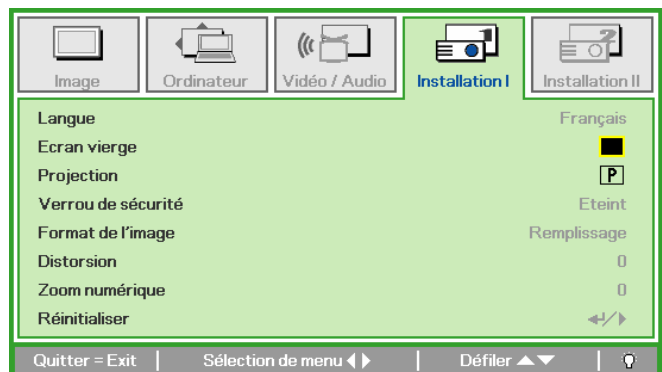 Image Ordinateur Vidéo / Audio Installation I Installation II
Langue Français
Ecran vierge
Projection P
Verrou de sécurité Eteint
Format de l'image Remplissage
Distorsion 0
Zoom numérique 0
Réinitialiser
Quitter = Exit Sélection de menu Défiler